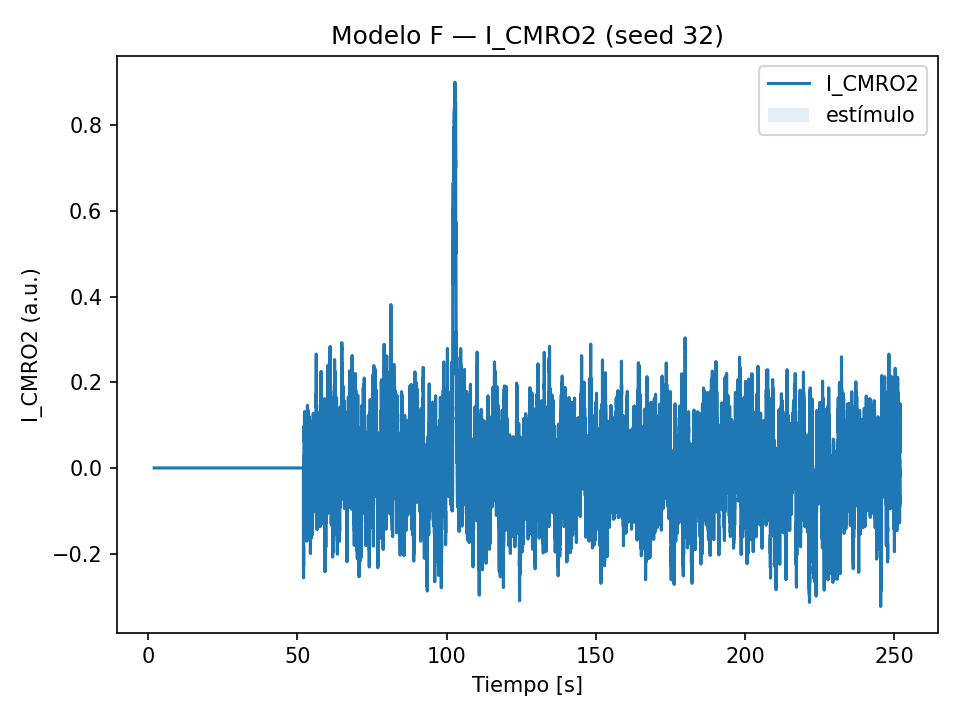 Modelo F — I_CMRO2 (seed 32)
I_CMRO2
estímulo
0.8
0.6
0.4
0.2
0.0
−0.2
I_CMRO2 (a.u.)
0 50 100 150 200 250
Tiempo [s]